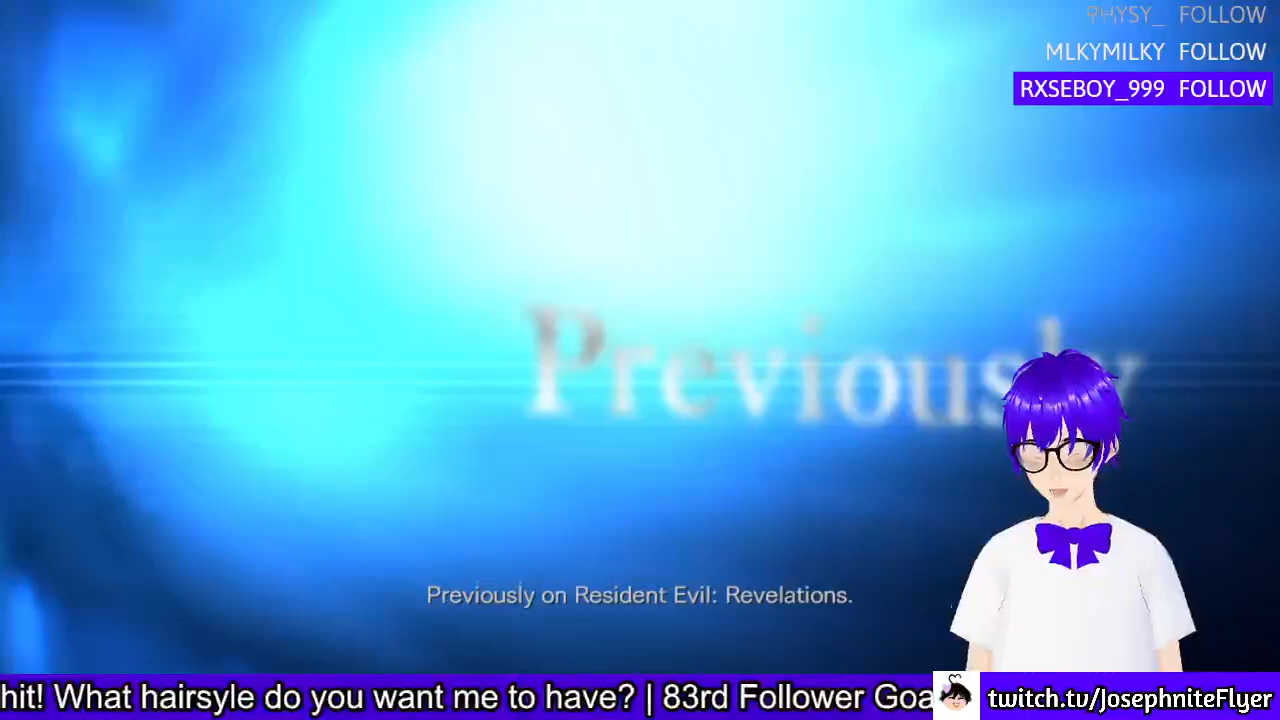 RHYSY_ FOLLOW
MLKYMILKY FOLLOW
RXSEBOY_999 FOLLOW
Previously
Previously on Resident Evil: Revelations.
hit! What hairsyle do you want me to have? | 83rd Follower Goa
twitch.tv/JosephniteFlyer